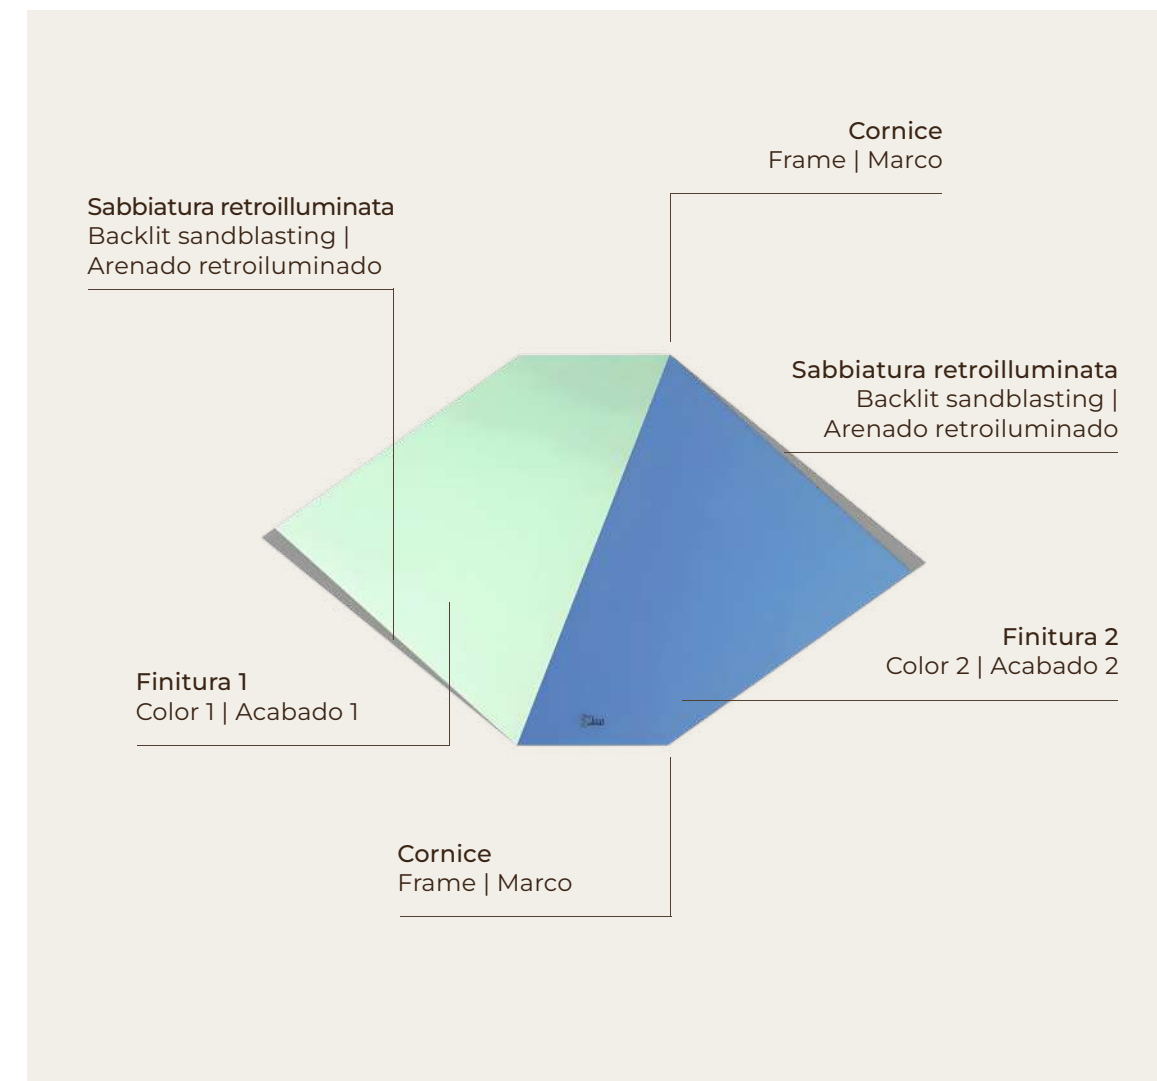 Cornice
Frame | Marco
Sabbiatura retroilluminata
Backlit sandblasting |
Arenado retroiluminado
Sabbiatura retroilluminata
Backlit sandblasting |
Arenado retroiluminado
Finitura 2
Color 2 | Acabado 2
Finitura 1
Color 1 | Acabado 1
Cornice
Frame | Marco